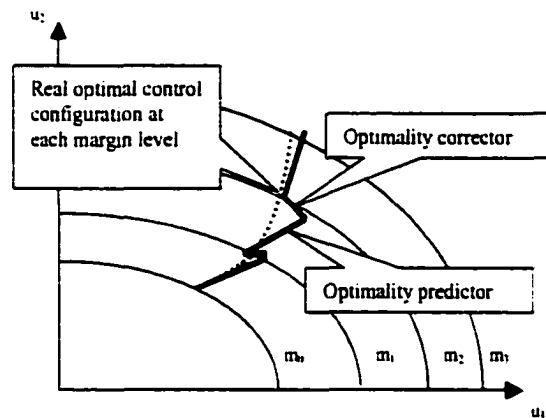 u₂
Real optimal control
configuration at
each margin level
Optimality corrector
Optimality predictor
m₀ m₁ m₂ m₃
u₁